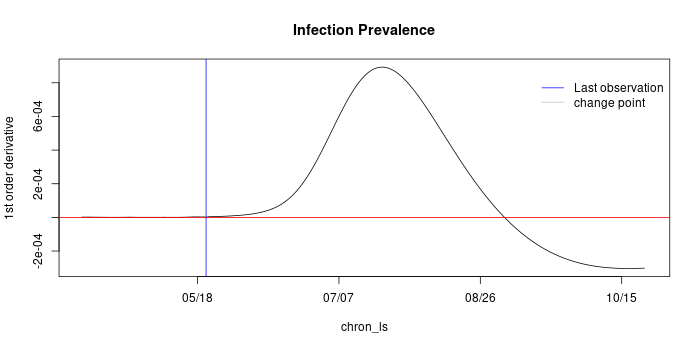 Infection Prevalence
1st order derivative
6e-04
2e-04
-2e-04
Last observation
change point
05/18
07/07
08/26
10/15
chron_ls